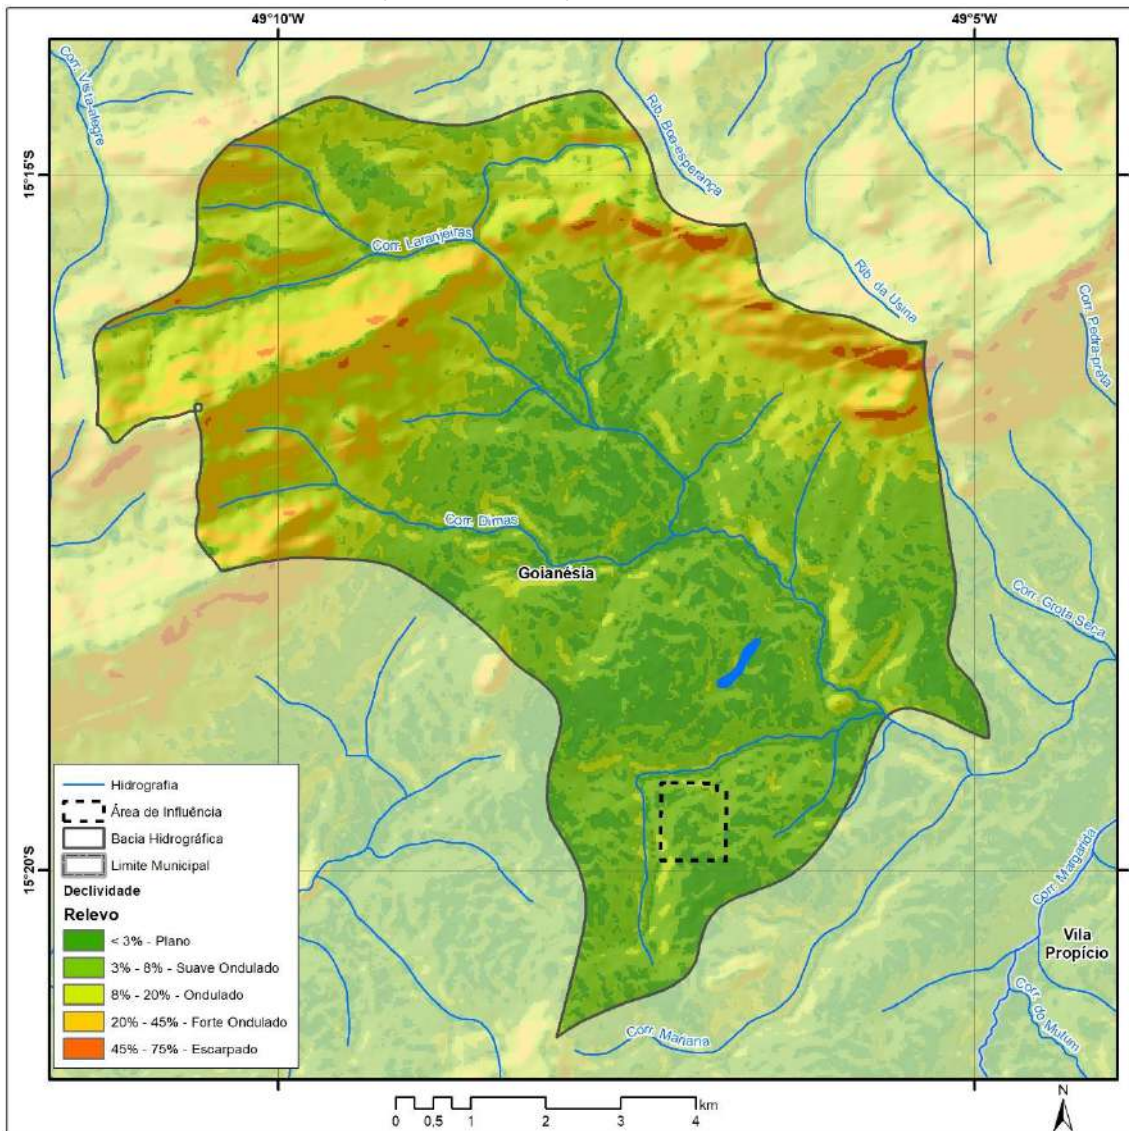 49°10'W
49°5'W
Corr. Vista-alegre
Rib. Boa-esperança
15°15'S
Corr. Laranjeiras
Rib. da Usina
Corr. Pedra-preta
Corr. Dimas
Goianésia
Corr. Grota Seca
Hidrografia
Área de Influência
Bacia Hidrográfica
Limite Municipal
Declividade
Relevo
< 3% - Plano
3% - 8% - Suave Ondulado
8% - 20% - Ondulado
20% - 45% - Forte Ondulado
45% - 75% - Escarpado
15°20'S
Corr. Margarida
Vila
Propício
Corr. do Mutum
Corr. Mariana
km
0 0,5 1 2 3 4
N